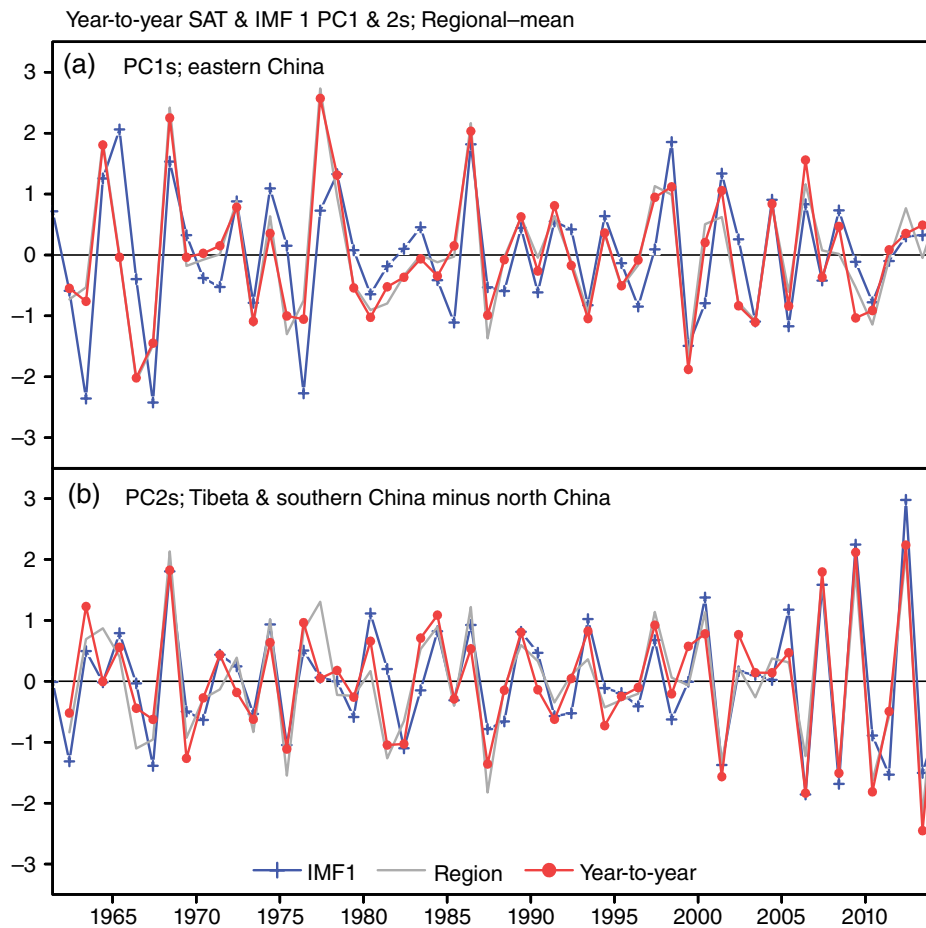 Year-to-year SAT & IMF 1 PC1 & 2s; Regional–mean
(a) PC1s; eastern China
3
2
1
0
–1
–2
–3
(b) PC2s; Tibeta & southern China minus north China
3
2
1
0
–1
–2
–3
IMF1 Region Year-to-year
1965 1970 1975 1980 1985 1990 1995 2000 2005 2010